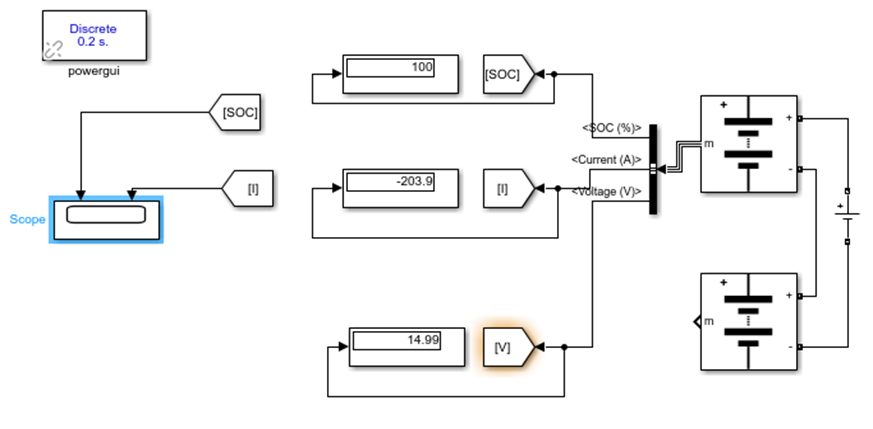 Discrete
0.2 s.
powergui
[SOC]
[I]
Scope
100
[SOC]
-203.9
[I]
14.99
[V]
<SOC (%)>
<Current (A)>
<Voltage (V)>
+
m
+
-
+
+
m
+
-